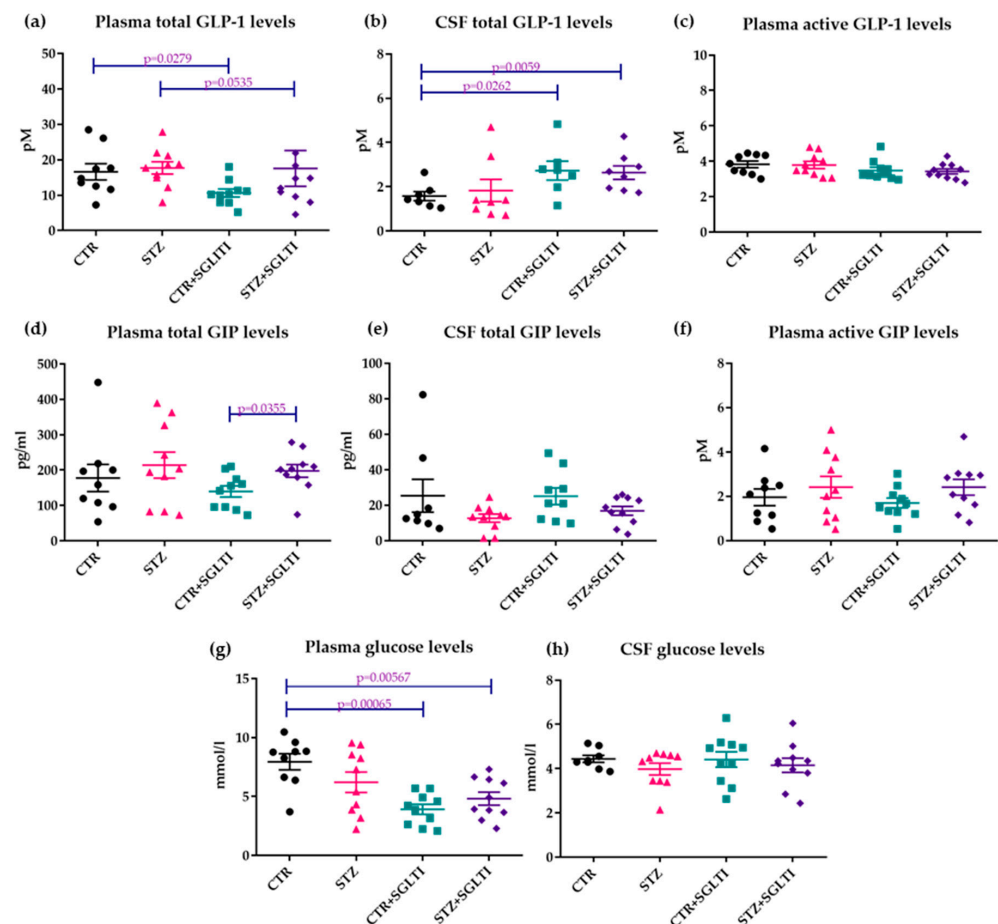 (a) Plasma total GLP-1 levels
pM
50
40
30
20
10
0
p=0.0279
p=0.0535
CTR
STZ
CTR+SGLITI
STZ+SGLTI
(b) CSF total GLP-1 levels
pM
8
6
4
2
0
p=0.0059
p=0.0262
CTR
STZ
CTR+SGLTI
STZ+SGLTI
(c) Plasma active GLP-1 levels
pM
10
8
6
4
2
0
CTR
STZ
CTR+SGLTI
STZ+SGLTI
(d) Plasma total GIP levels
pg/ml
500
400
300
200
100
0
p=0.0355
CTR
STZ
CTR+SGLTI
STZ+SGLTI
(e) CSF total GIP levels
pg/ml
100
80
60
40
20
0
CTR
STZ
CTR+SGLTI
STZ+SGLTI
(f) Plasma active GIP levels
pM
8
6
4
2
0
CTR
STZ
CTR+SGLTI
STZ+SGLTI
(g) Plasma glucose levels
mmol/l
15
10
5
0
p=0.00567
p=0.00065
CTR
STZ
CTR+SGLTI
STZ+SGLTI
(h) CSF glucose levels
mmol/l
8
6
4
2
0
CTR
STZ
CTR+SGLTI
STZ+SGLTI